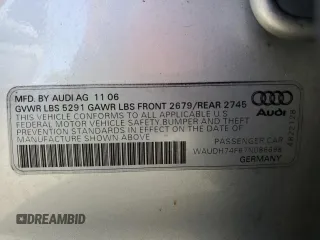 MFD. BY AUDI AG 11 06
GVWR LBS 5291 GAWR LBS FRONT 2679/REAR 2745
THIS VEHICLE CONFORMS TO ALL APPLICABLE U.S
FEDERAL MOTOR VEHICLE SAFETY, BUMPER AND THEFT
PREVENTION STANDARDS IN EFFECT ON THE DATE OF
MANUFACTURE SHOWN ABOVE.
Audi
PASSENGER CAR
GERMANY
DREAMBID